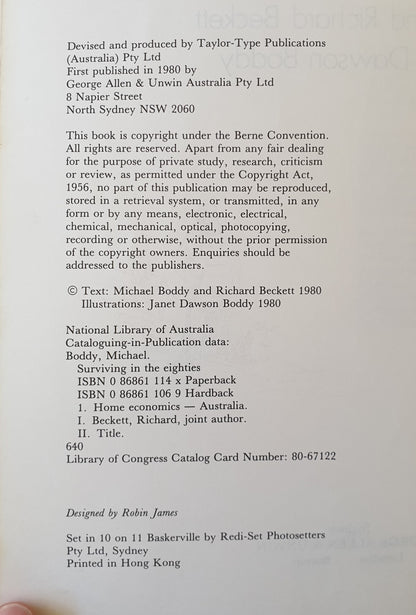 Devised and produced by Taylor-Type Publications
(Australia) Pty Ltd
First published in 1980 by
George Allen & Unwin Australia Pty Ltd
8 Napier Street
North Sydney NSW 2060
This book is copyright under the Berne Convention.
All rights are reserved. Apart from any fair dealing
for the purpose of private study, research, criticism
or review, as permitted under the Copyright Act,
1956, no part of this publication may be reproduced,
stored in a retrieval system, or transmitted, in any
form or by any means, electronic, electrical,
chemical, mechanical, optical, photocopying,
recording or otherwise, without the prior permission
of the copyright owners. Enquiries should be
addressed to the publishers.
© Text: Michael Boddy and Richard Beckett 1980
Illustrations: Janet Dawson Boddy 1980
National Library of Australia
Cataloguing-in-Publication data:
Boddy, Michael.
Surviving in the eighties
ISBN 0 86861 114 x Paperback
ISBN 0 86861 106 9 Hardback
1. Home economics — Australia.
I. Beckett, Richard, joint author.
II. Title.
640
Library of Congress Catalog Card Number: 80-67122
Designed by Robin James
Set in 10 on 11 Baskerville by Redi-Set Photosetters
Pty Ltd, Sydney
Printed in Hong Kong